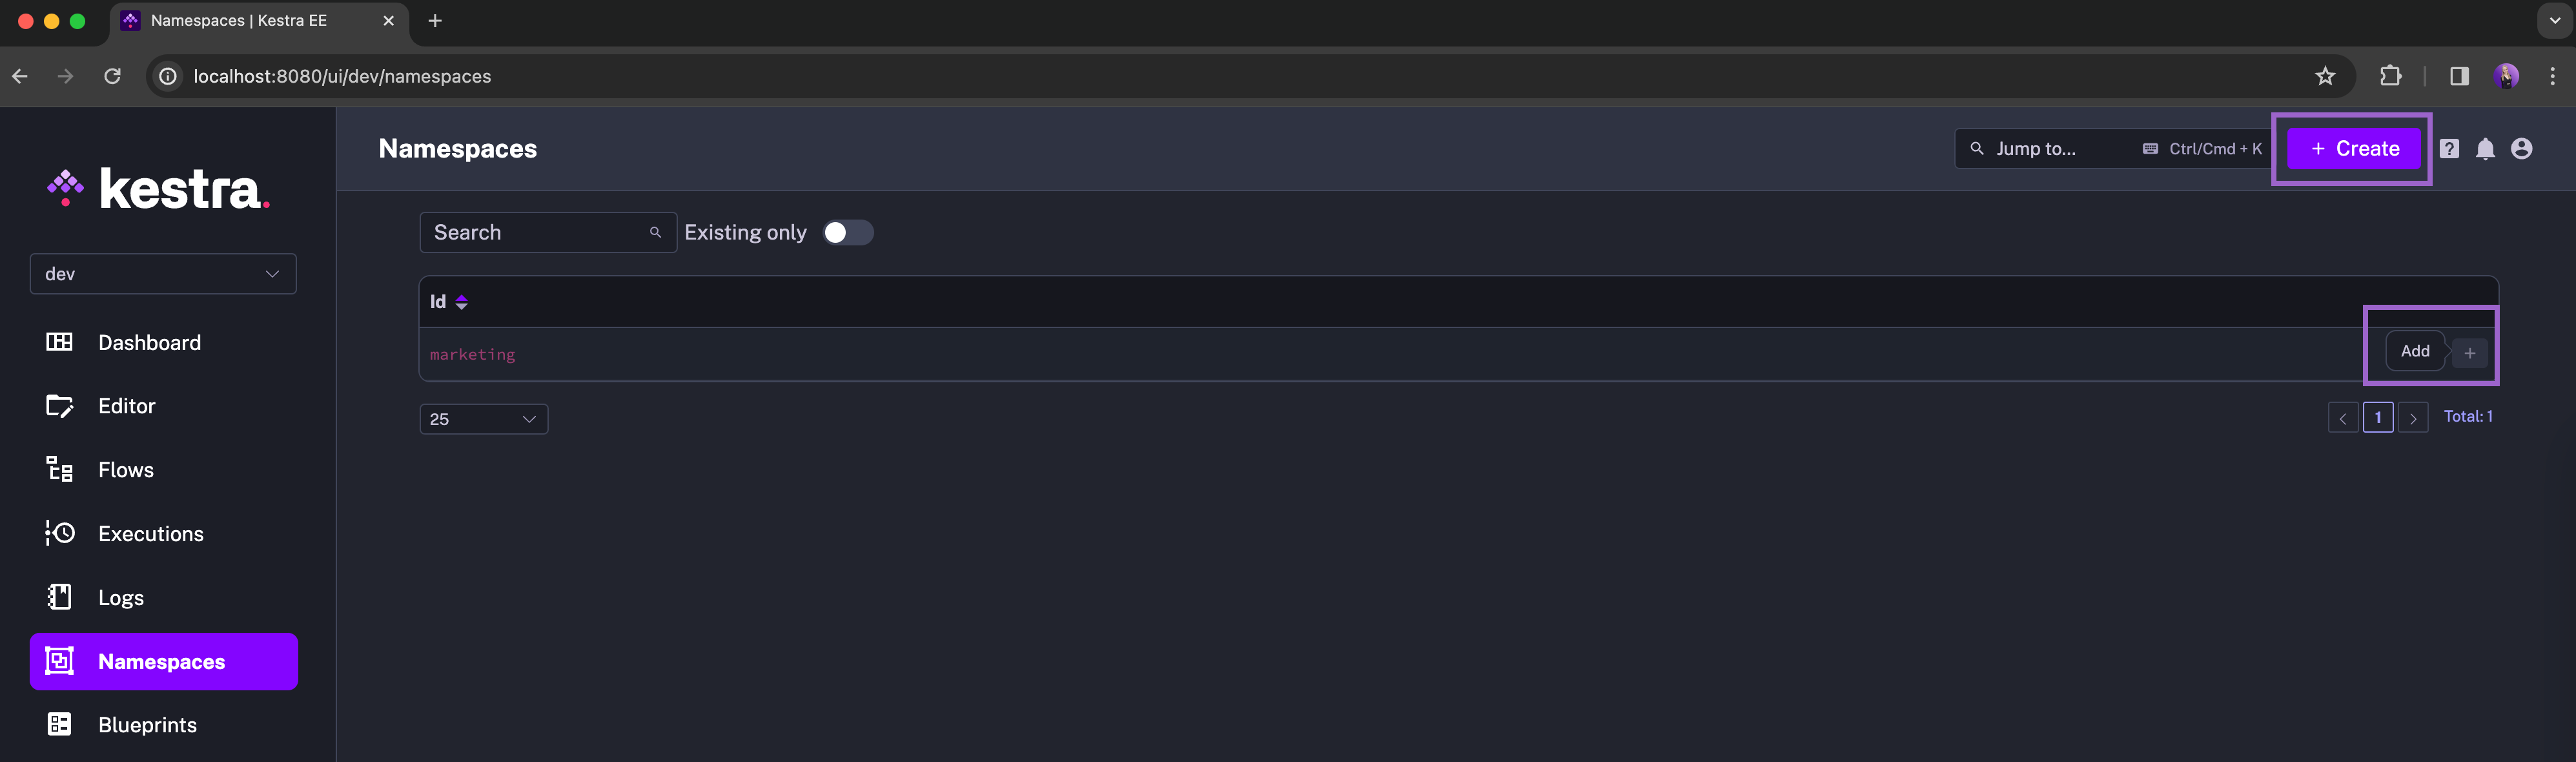 Namespaces | Kestra EE
localhost:8080/ui/dev/namespaces
kestra.
dev
Dashboard
Editor
Flows
Executions
Logs
Namespaces
Blueprints
Namespaces
Jump to...
Ctrl/Cmd + K
+ Create
Search
Existing only
Id
marketing
Add
+
25
1
Total: 1